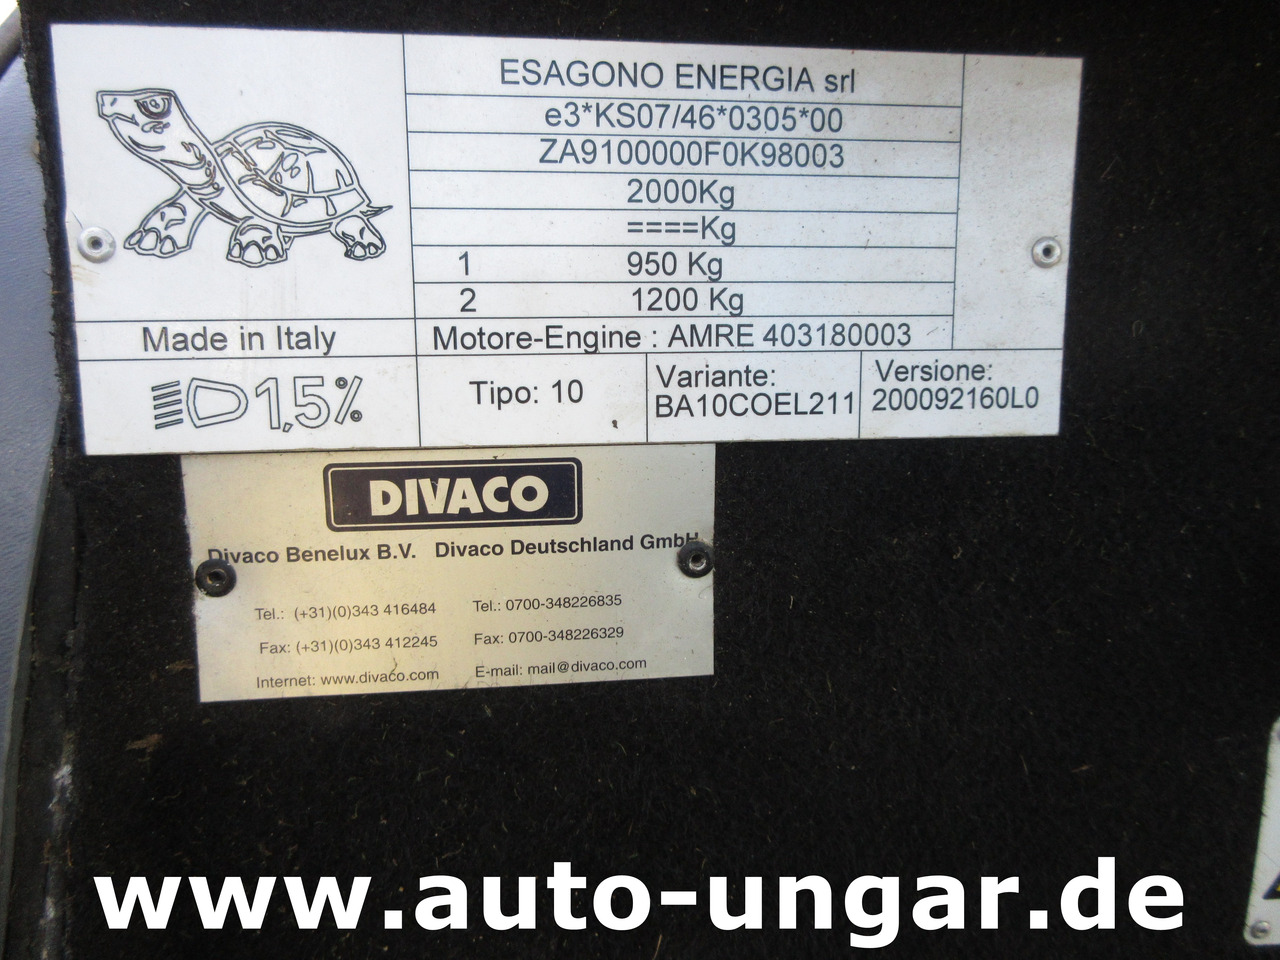 ESAGONO ENERGIA srl
e3*KS07/46*0305*00
ZA9100000F0K98003
2000Kg
====Kg
1 950 Kg
2 1200 Kg
Made in Italy
Motore-Engine : AMRE 403180003
1,5%
Tipo: 10
Variante:
BA10COEL211
Versione:
200092160L0
DIVACO
Divaco Benelux B.V. Divaco Deutschland GmbH
Tel.: (+31)(0)343 416484 Tel.: 0700-348226835
Fax: (+31)(0)343 412245 Fax: 0700-348226329
Internet: www.divaco.com E-mail: mail@divaco.com
www.auto-ungar.de